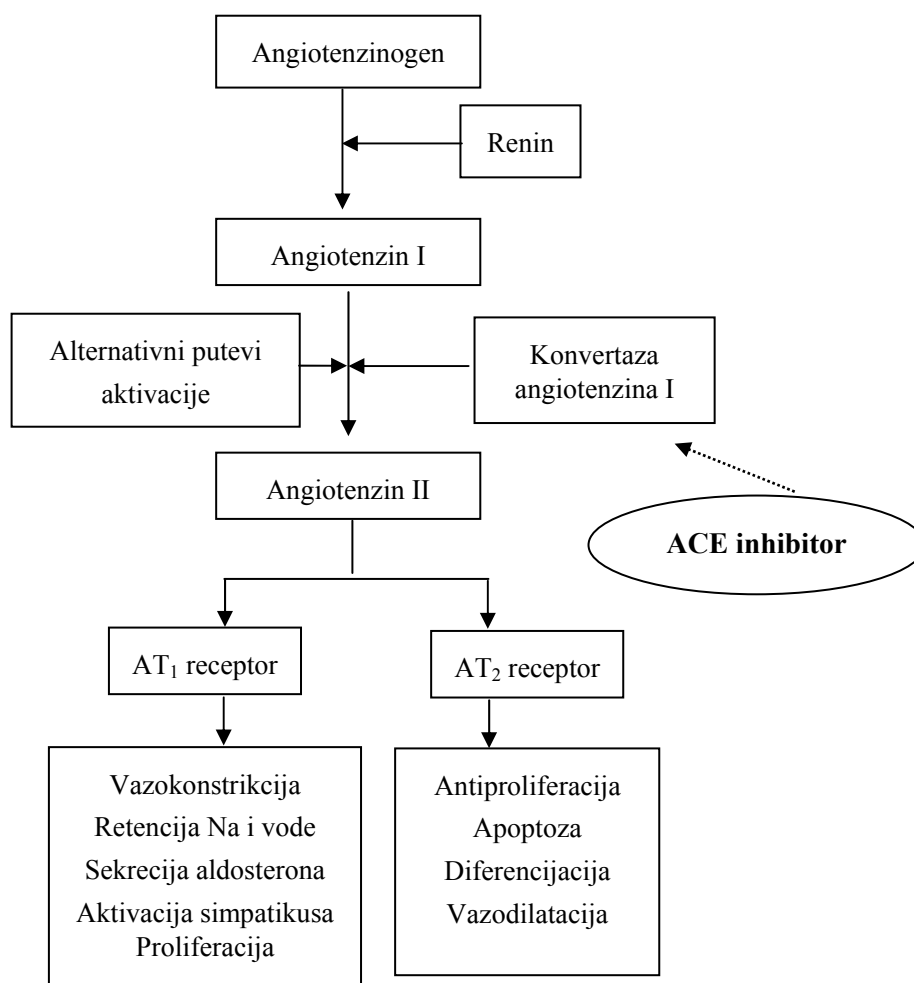 Angiotenzinogen
Renin
Angiotenzin I
Alternativni putevi
aktivacije
Konvertaza
angiotenzina I
Angiotenzin II
ACE inhibitor
AT₁ receptor
AT₂ receptor
Vazokonstrikcija
Retencija Na i vode
Sekrecija aldosterona
Aktivacija simpatikusa
Proliferacija
Antiproliferacija
Apoptoza
Diferencijacija
Vazodilatacija